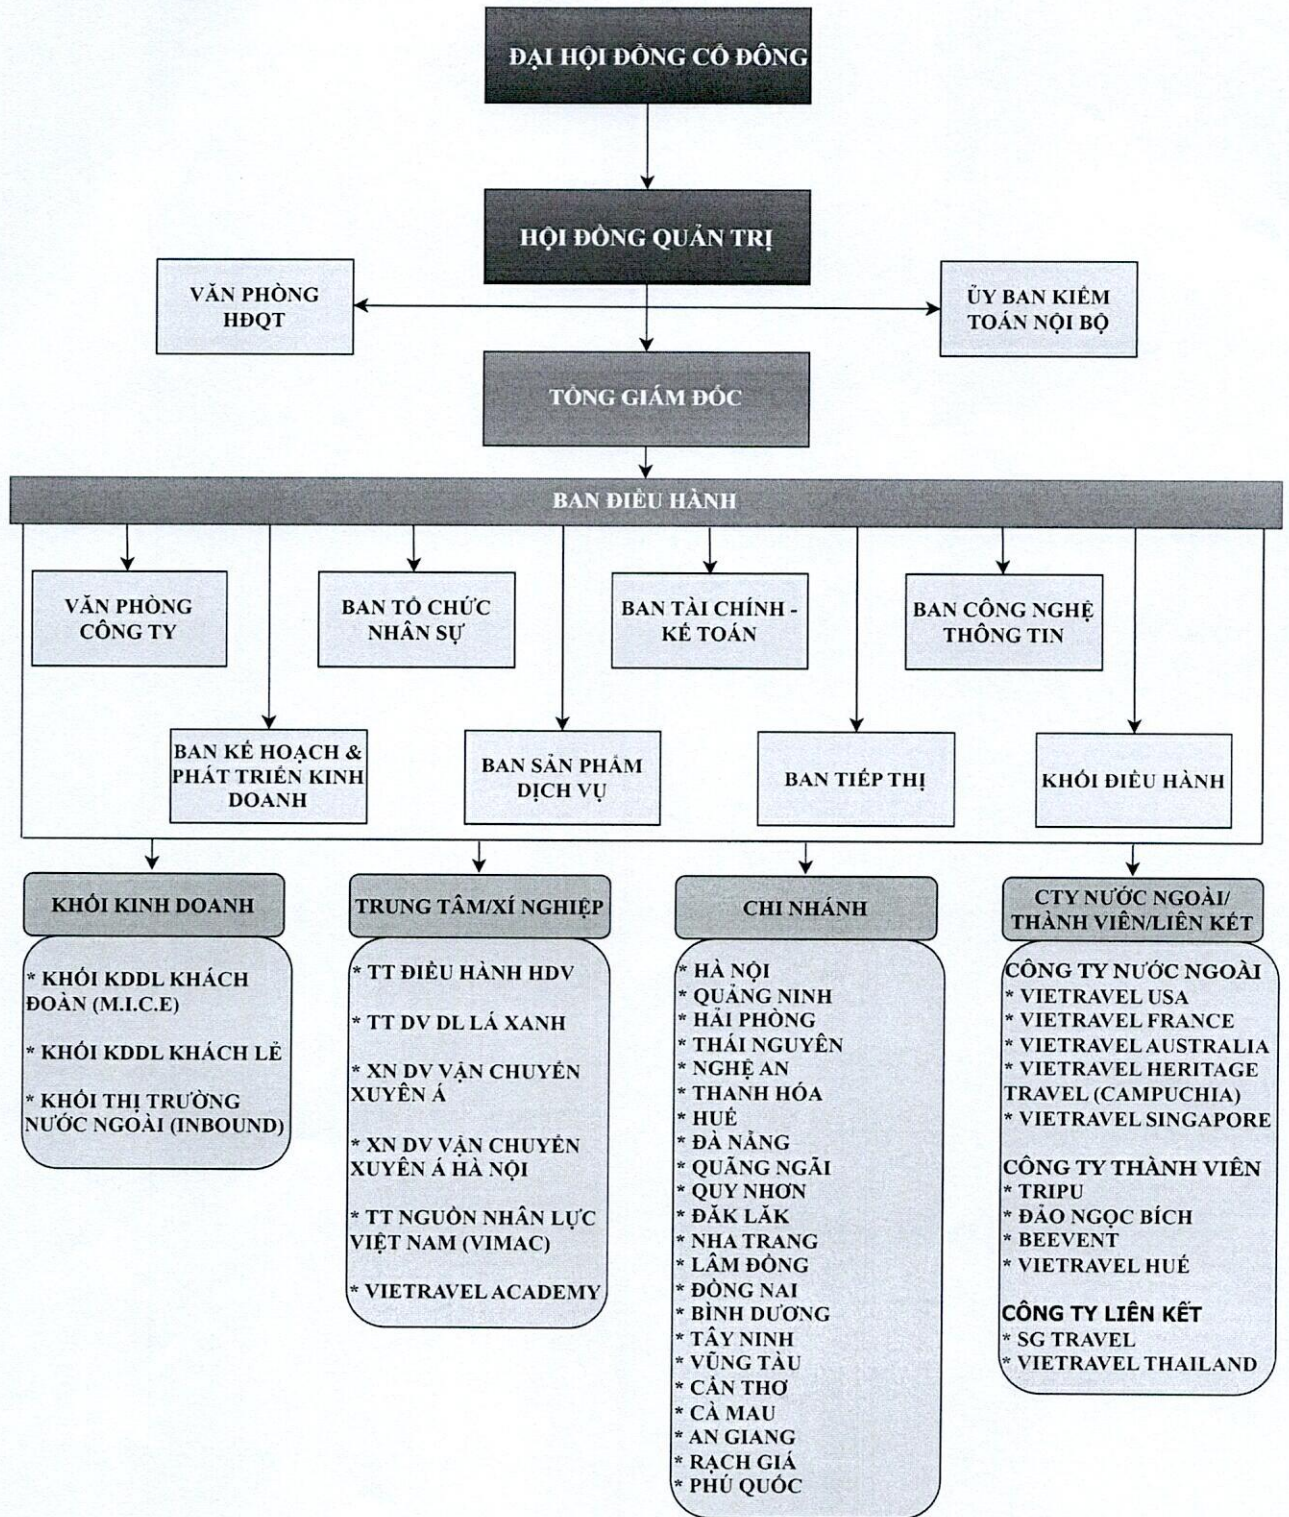 ĐẠI HỘI ĐỒNG CỔ ĐÔNG
HỘI ĐỒNG QUẢN TRỊ
VĂN PHÒNG
HĐQT
ỦY BAN KIỂM
TOÁN NỘI BỘ
TỔNG GIÁM ĐỐC
BAN ĐIỀU HÀNH
VĂN PHÒNG
CÔNG TY
BAN TỔ CHỨC
NHÂN SỰ
BAN TÀI CHÍNH -
KẾ TOÁN
BAN CÔNG NGHỆ
THÔNG TIN
BAN KẾ HOẠCH &
PHÁT TRIỂN KINH
DOANH
BAN SẢN PHẨM
DỊCH VỤ
BAN TIẾP THỊ
KHỐI ĐIỀU HÀNH
KHỐI KINH DOANH
* KHỐI KDDL KHÁCH
ĐOÀN (M.I.C.E)
* KHỐI KDDL KHÁCH LẺ
* KHỐI THỊ TRƯỜNG
NƯỚC NGOÀI (INBOUND)
TRUNG TÂM/XÍ NGHIỆP
* TT ĐIỀU HÀNH HDV
* TT DV DL LÁ XANH
* XN DV VẬN CHUYỂN
XUYÊN Á
* XN DV VẬN CHUYỂN
XUYÊN Á HÀ NỘI
* TT NGUỒN NHÂN LỰC
VIỆT NAM (VIMAC)
* VIETRAVEL ACADEMY
CHI NHÁNH
* HÀ NỘI
* QUẢNG NINH
* HẢI PHÒNG
* THÁI NGUYÊN
* NGHỆ AN
* THANH HÓA
* HUẾ
* ĐÀ NẴNG
* QUÃNG NGÃI
* QUY NHƠN
* ĐĂK LĂK
* NHA TRANG
* LÂM ĐỒNG
* ĐỒNG NAI
* BÌNH DƯƠNG
* TÂY NINH
* VŨNG TÀU
* CẦN THƠ
* CÀ MAU
* AN GIANG
* RẠCH GIÁ
* PHÚ QUỐC
CTY NƯỚC NGOÀI/
THÀNH VIÊN/LIÊN KẾT
CÔNG TY NƯỚC NGOÀI
* VIETRAVEL USA
* VIETRAVEL FRANCE
* VIETRAVEL AUSTRALIA
* VIETRAVEL HERITAGE
TRAVEL (CAMPUCHIA)
* VIETRAVEL SINGAPORE
CÔNG TY THÀNH VIÊN
* TRIPU
* ĐẢO NGỌC BÍCH
* BEEVENT
* VIETRAVEL HUẾ
CÔNG TY LIÊN KẾT
* SG TRAVEL
* VIETRAVEL THAILAND